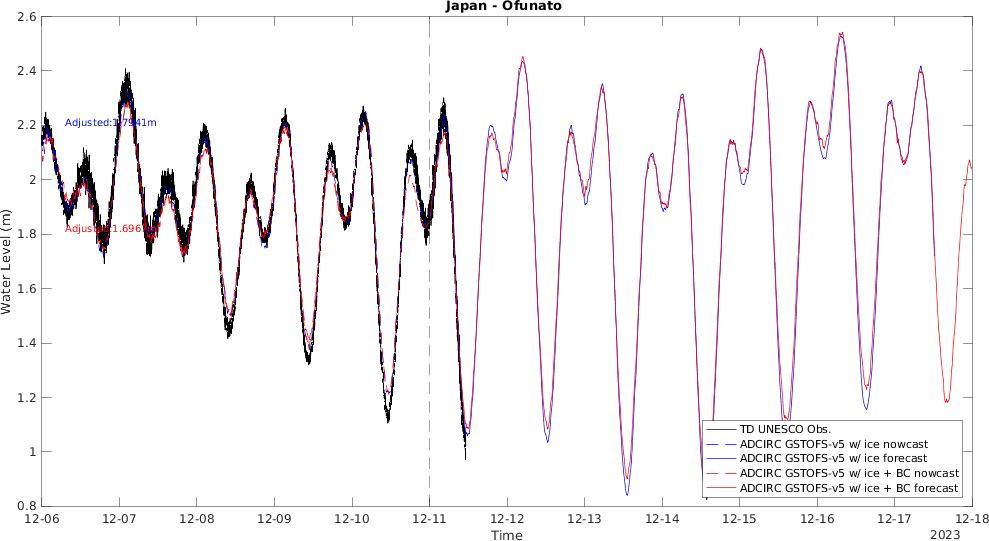 Japan - Ofunato
2.6
2.4
2.2
2
1.8
1.6
1.4
1.2
1
0.8
Water Level (m)
Adjusted:1.7941m
TD UNESCO Obs.
ADCIRC GSTOFS-v5 w/ ice nowcast
ADCIRC GSTOFS-v5 w/ ice forecast
ADCIRC GSTOFS-v5 w/ ice + BC nowcast
ADCIRC GSTOFS-v5 w/ ice + BC forecast
12-06 12-07 12-08 12-09 12-10 12-11 12-12 12-13 12-14 12-15 12-16 12-17 12-18
Time
2023